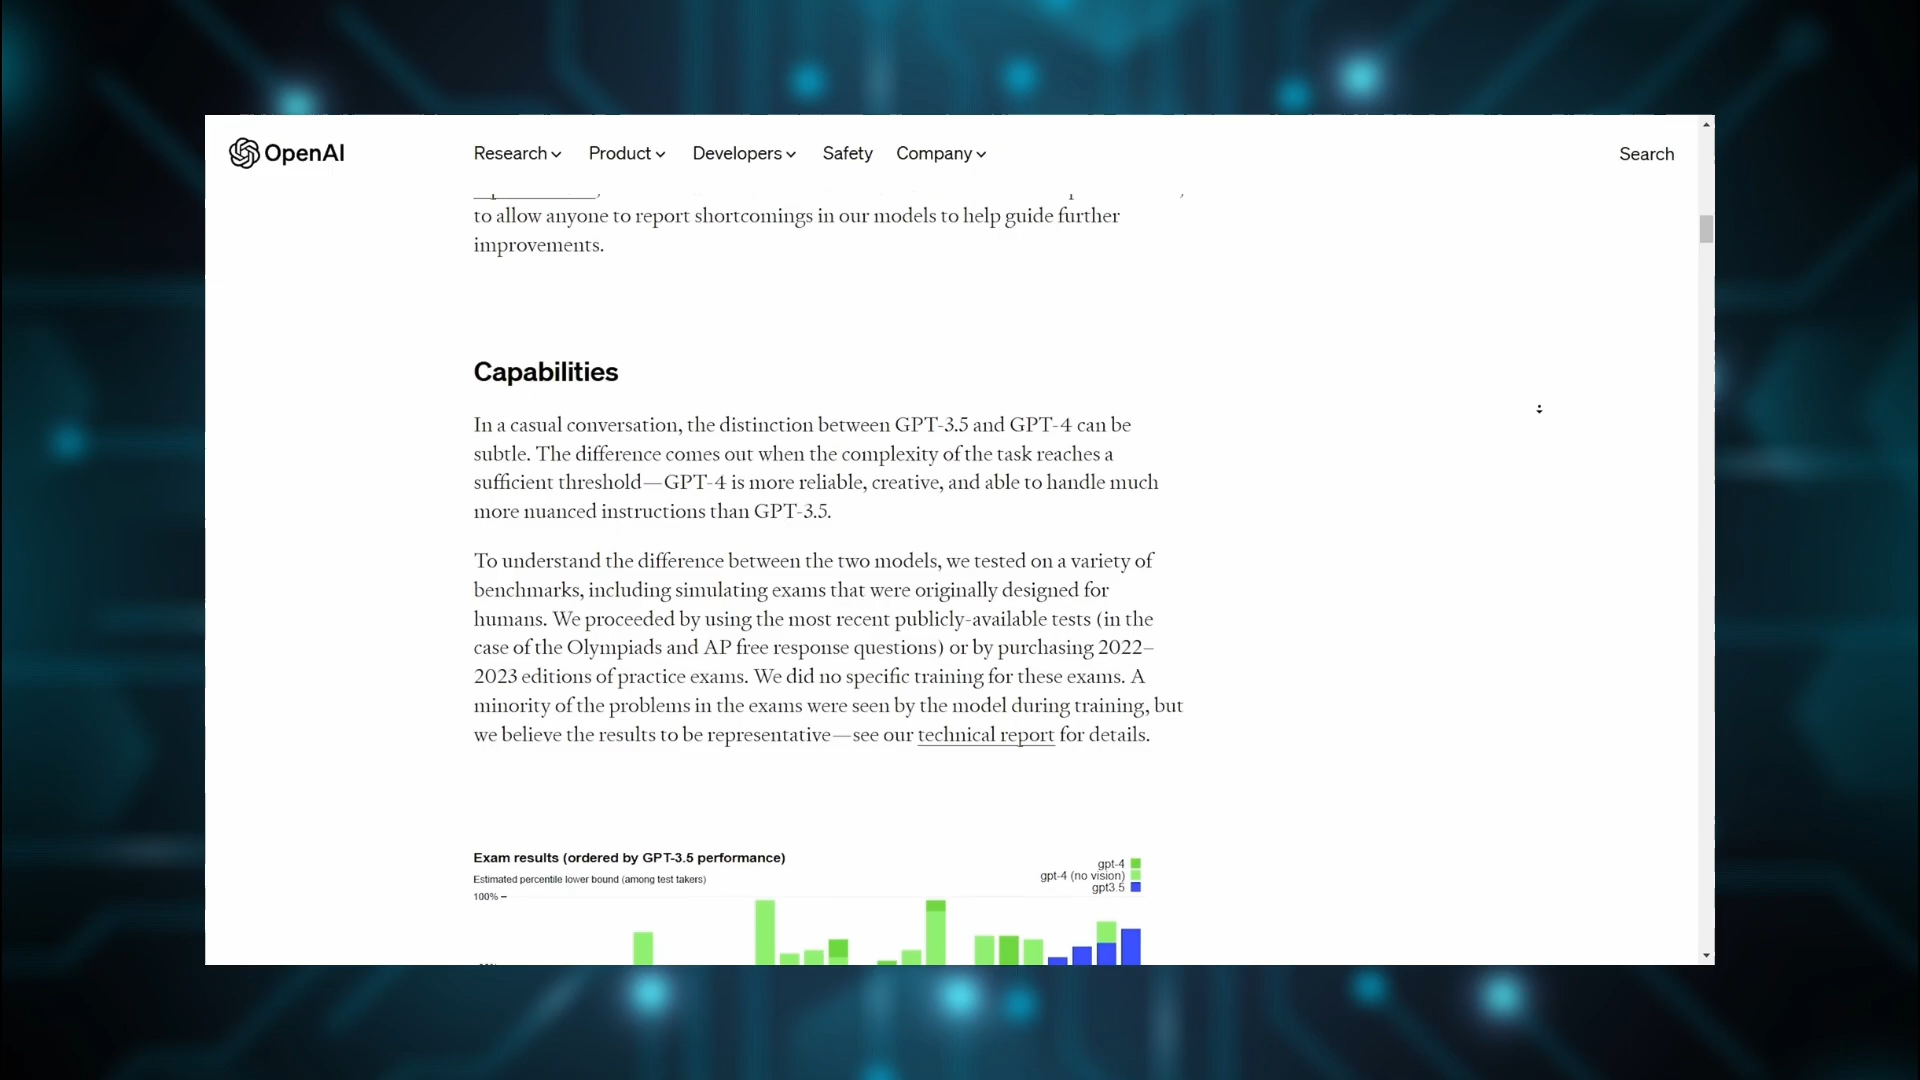 OpenAI
Research
Product
Developers
Safety
Company
Search
to allow anyone to report shortcomings in our models to help guide further
improvements.
Capabilities
In a casual conversation, the distinction between GPT-3.5 and GPT-4 can be
subtle. The difference comes out when the complexity of the task reaches a
sufficient threshold—GPT-4 is more reliable, creative, and able to handle much
more nuanced instructions than GPT-3.5.
To understand the difference between the two models, we tested on a variety of
benchmarks, including simulating exams that were originally designed for
humans. We proceeded by using the most recent publicly-available tests (in the
case of the Olympiads and AP free response questions) or by purchasing 2022–
2023 editions of practice exams. We did no specific training for these exams. A
minority of the problems in the exams were seen by the model during training, but
we believe the results to be representative—see our technical report for details.
Exam results (ordered by GPT-3.5 performance)
Estimated percentile lower bound (among test takers)
gpt-4
gpt-4 (no vision)
gpt3.5
100%